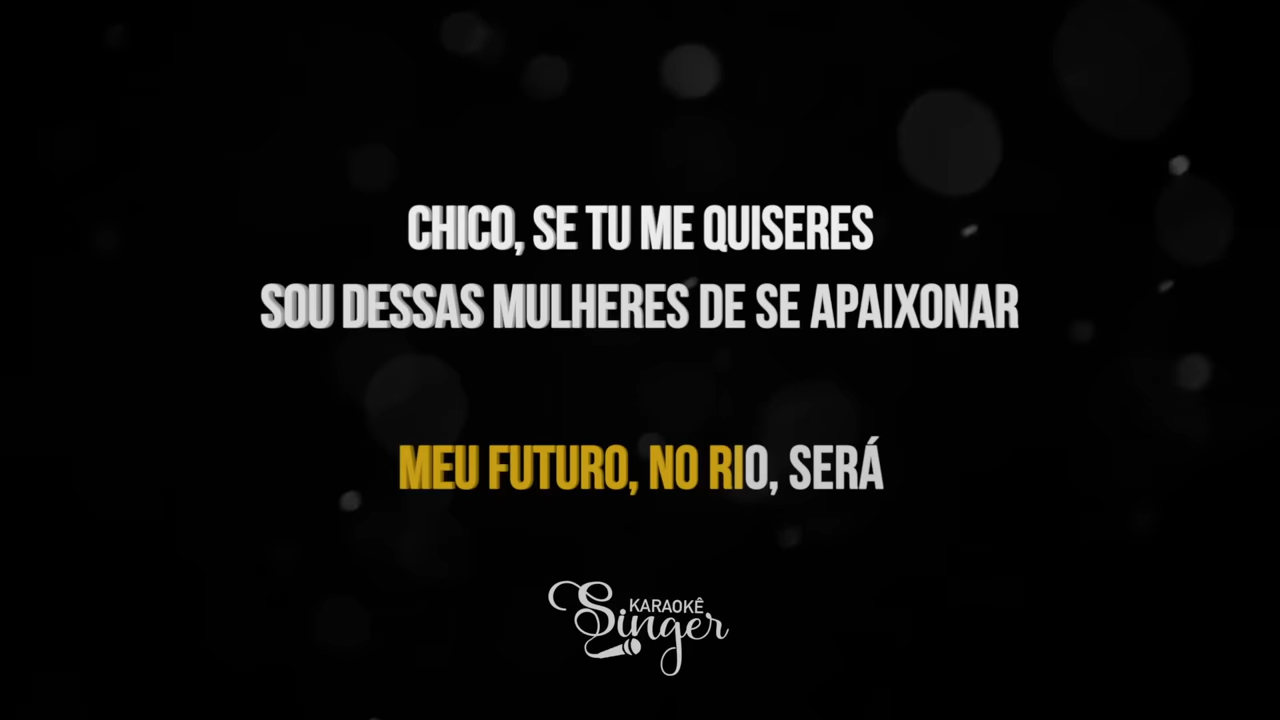 CHICO, SE TU ME QUISERES
SOU DESSAS MULHERES DE SE APAIXONAR
MEU FUTURO, NO RIO, SERÁ
KARAOKÊ
Singer